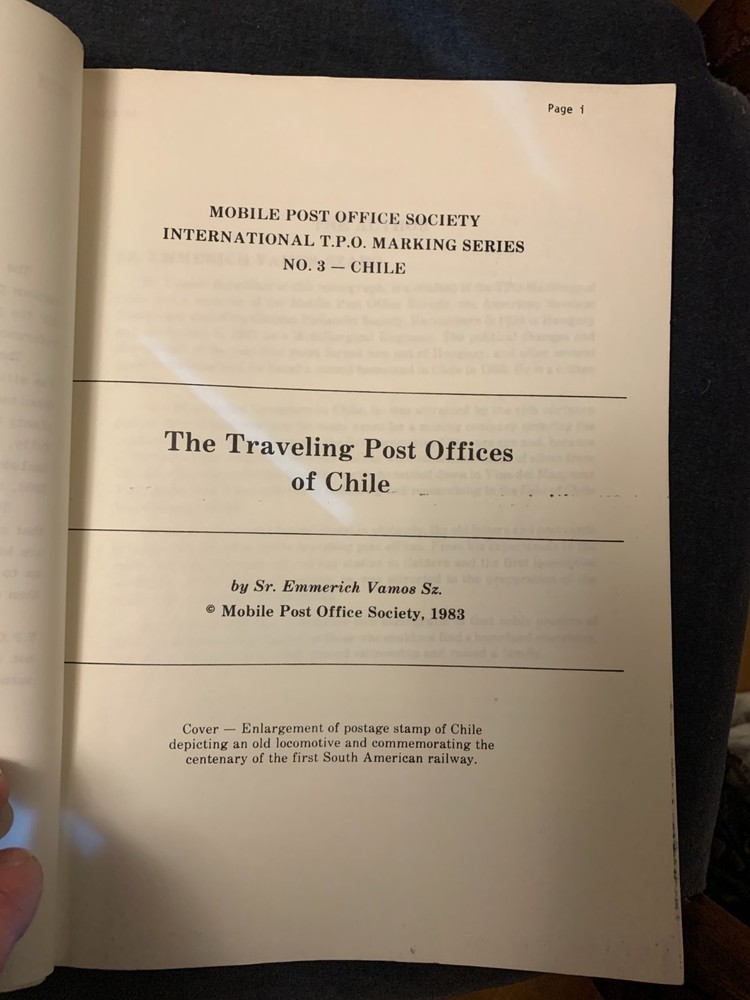 Page i
MOBILE POST OFFICE SOCIETY
INTERNATIONAL T.P.O. MARKING SERIES
NO. 3 — CHILE
The Traveling Post Offices
of Chile
by Sr. Emmerich Vamos Sz.
© Mobile Post Office Society, 1983
Cover — Enlargement of postage stamp of Chile
depicting an old locomotive and commemorating the
centenary of the first South American railway.